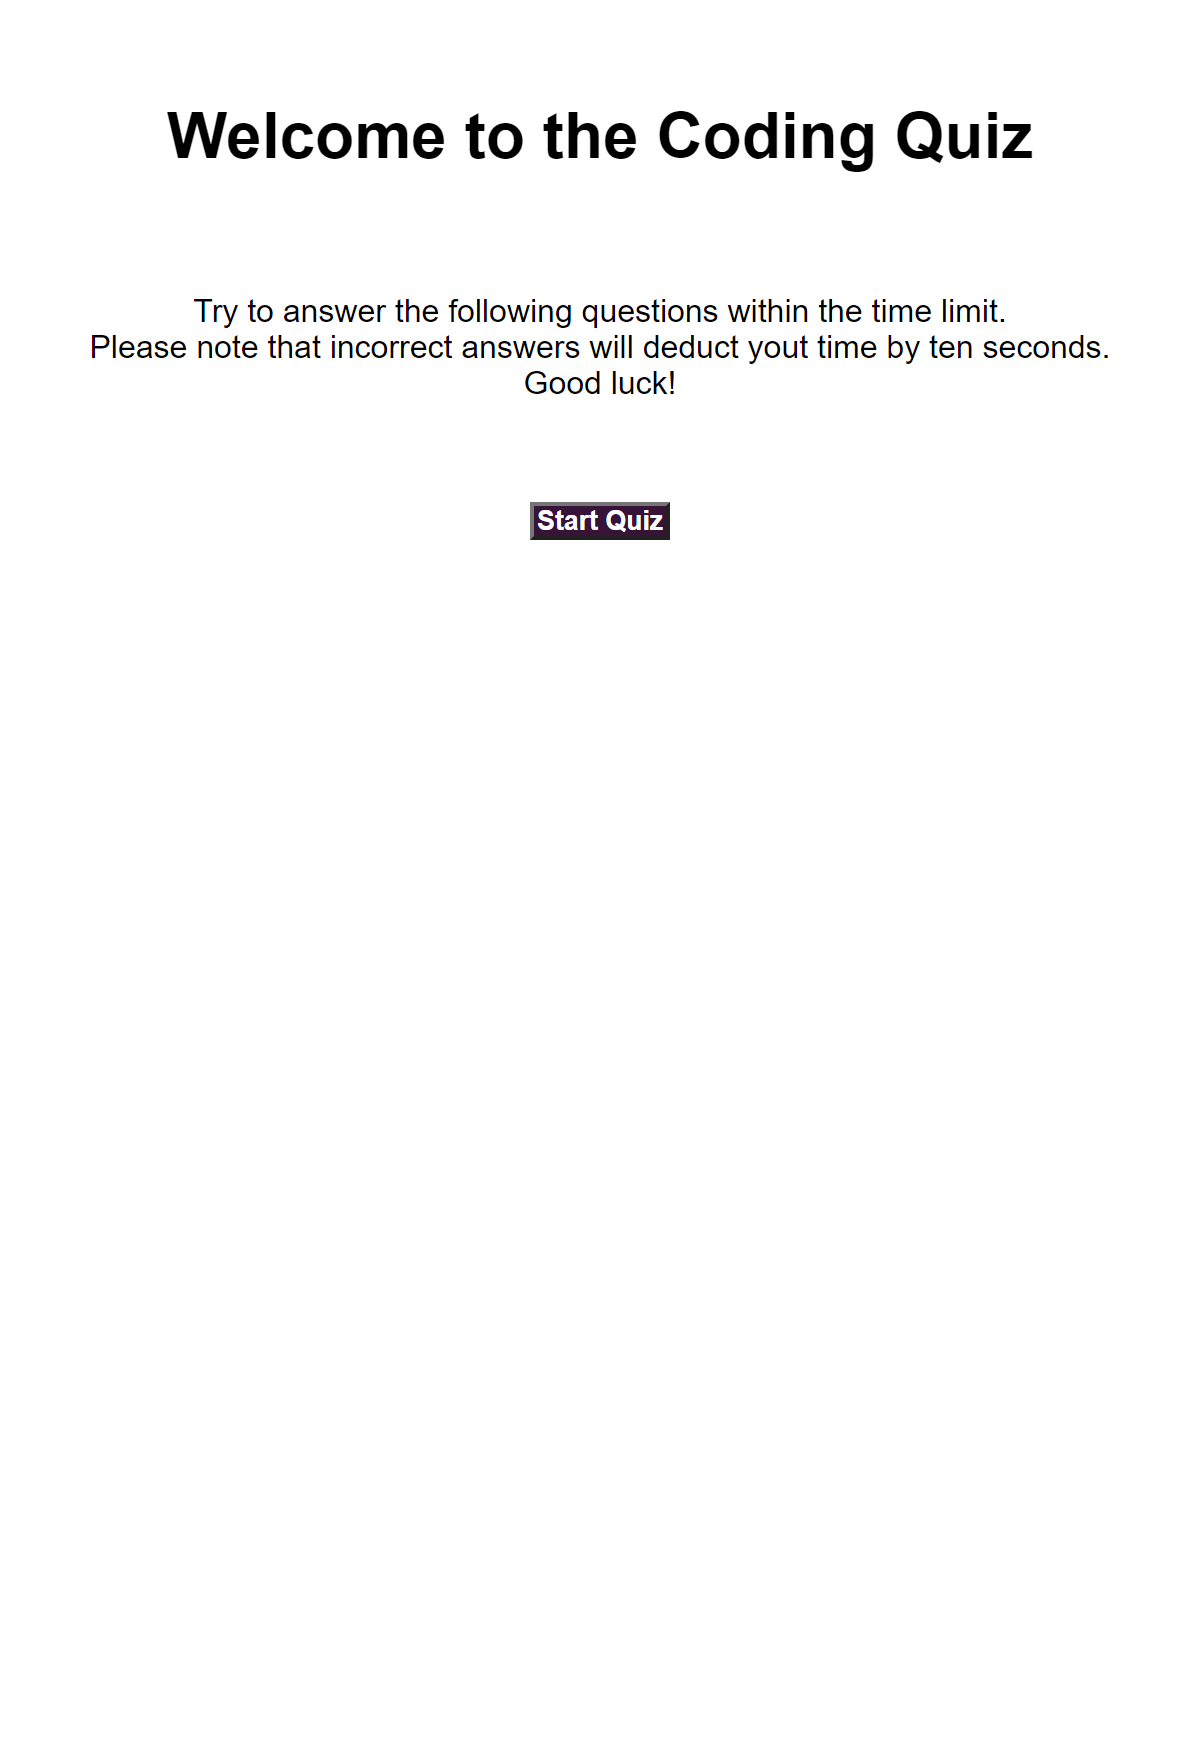 Welcome to the Coding Quiz
Try to answer the following questions within the time limit.
Please note that incorrect answers will deduct yout time by ten seconds.
Good luck!
Start Quiz